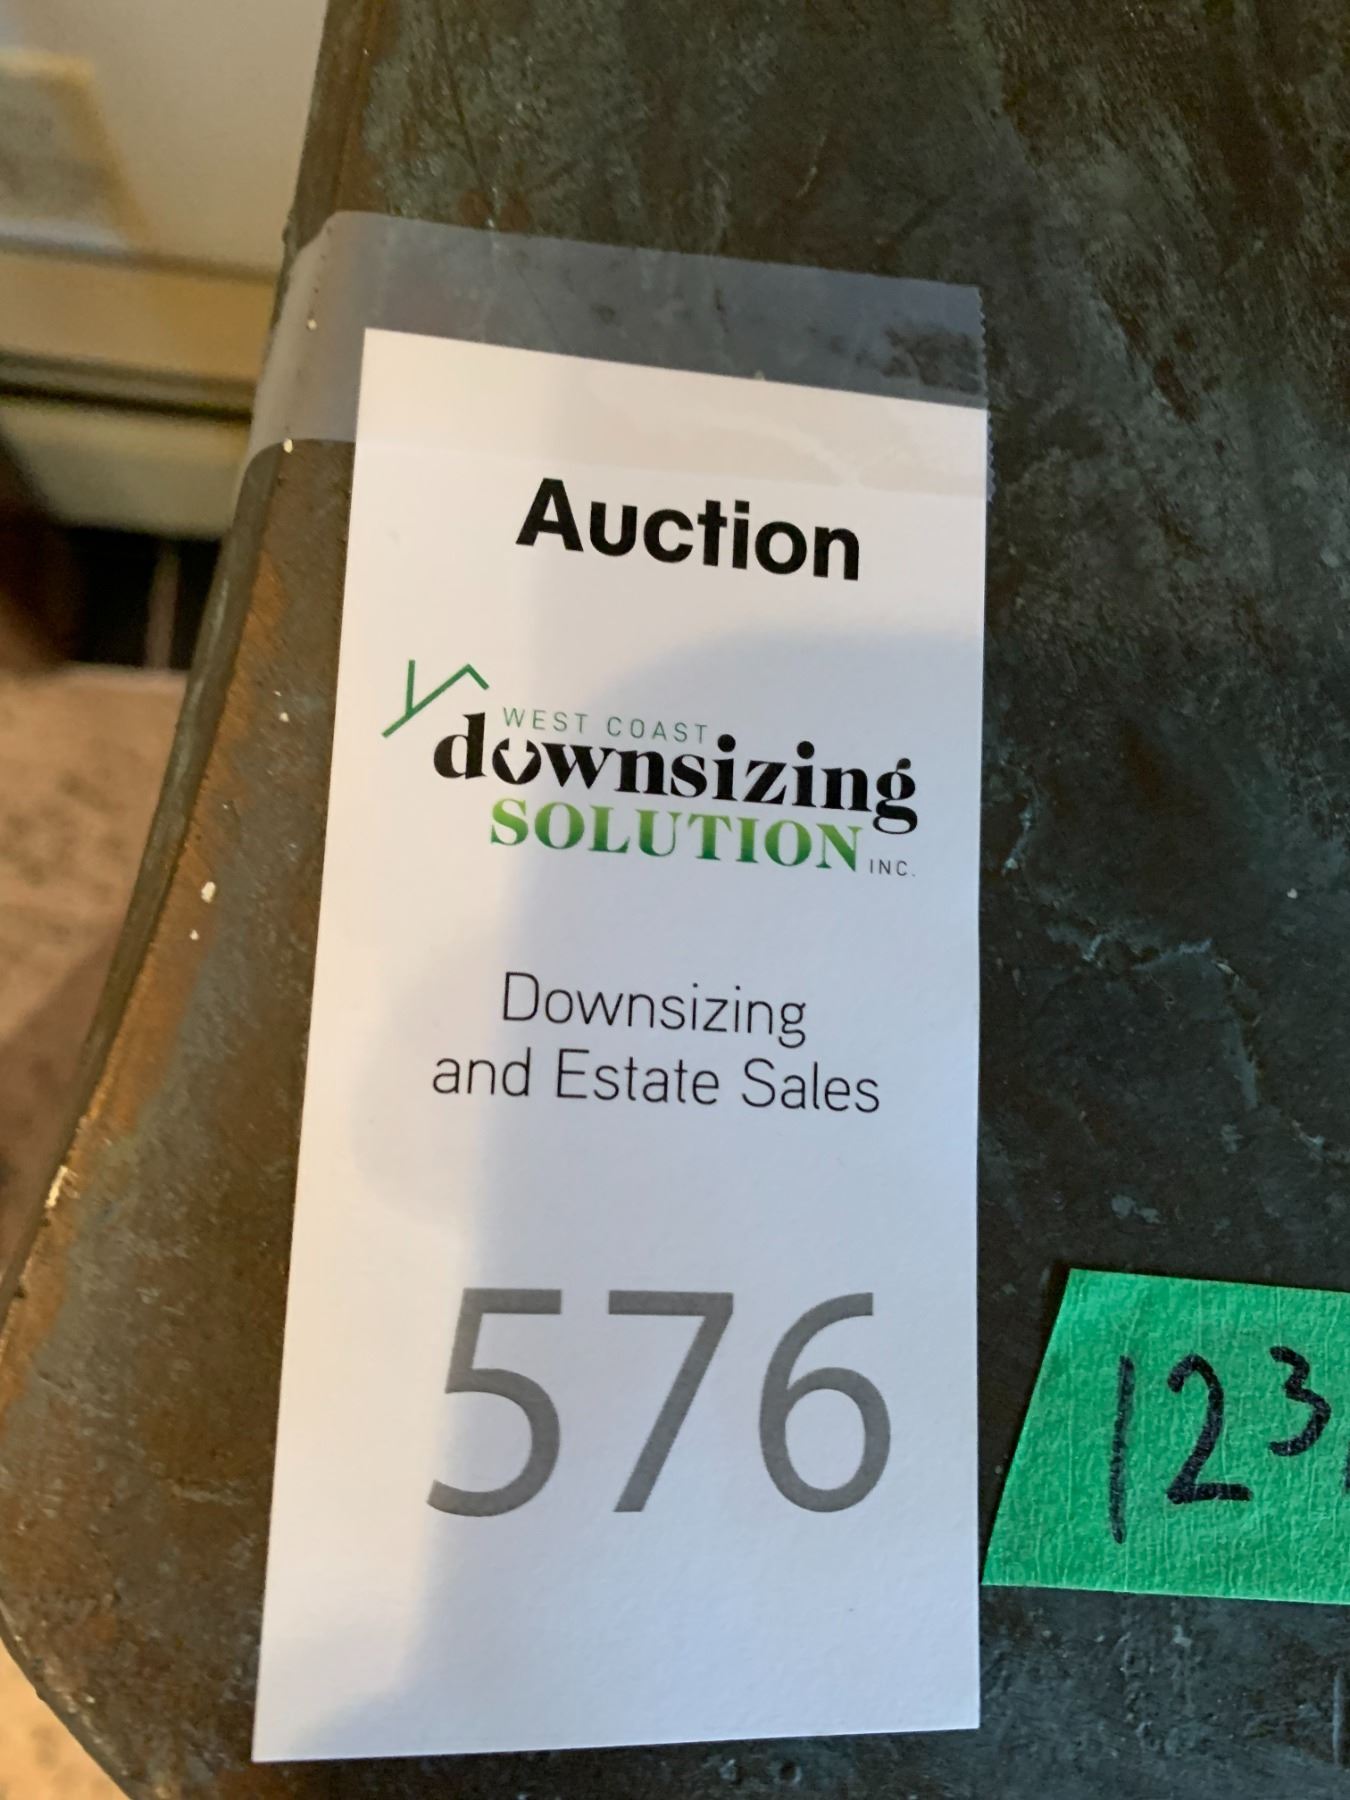 Auction
WEST COAST
downsizing
SOLUTION INC.
Downsizing
and Estate Sales
576
123